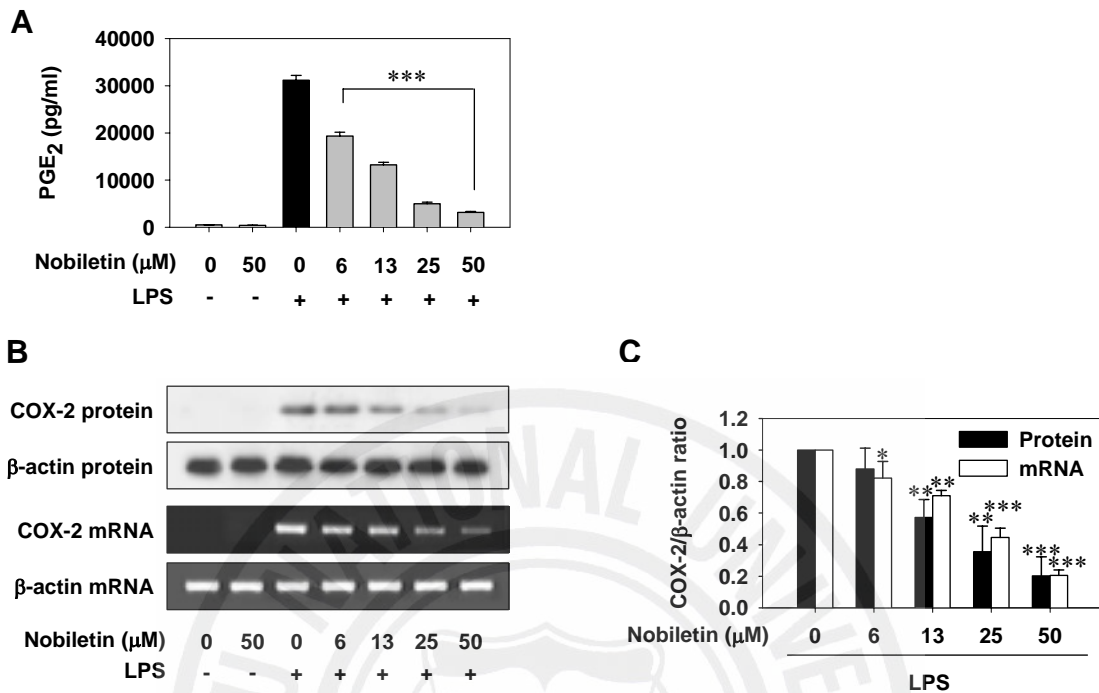 A
PGE2 (pg/ml)
40000
30000
20000
10000
0
***
Nobiletin (μM) 0 50 0 6 13 25 50
LPS - - + + + + +
B
COX-2 protein
β-actin protein
COX-2 mRNA
β-actin mRNA
Nobiletin (μM) 0 50 0 6 13 25 50
LPS - - + + + + +
C
COX-2/β-actin ratio
1.2
1.0
0.8
0.6
0.4
0.2
0.0
Protein
mRNA
*
** **
** ***
*** ***
Nobiletin (μM) 0 6 13 25 50
LPS
NATIONAL UNIVE